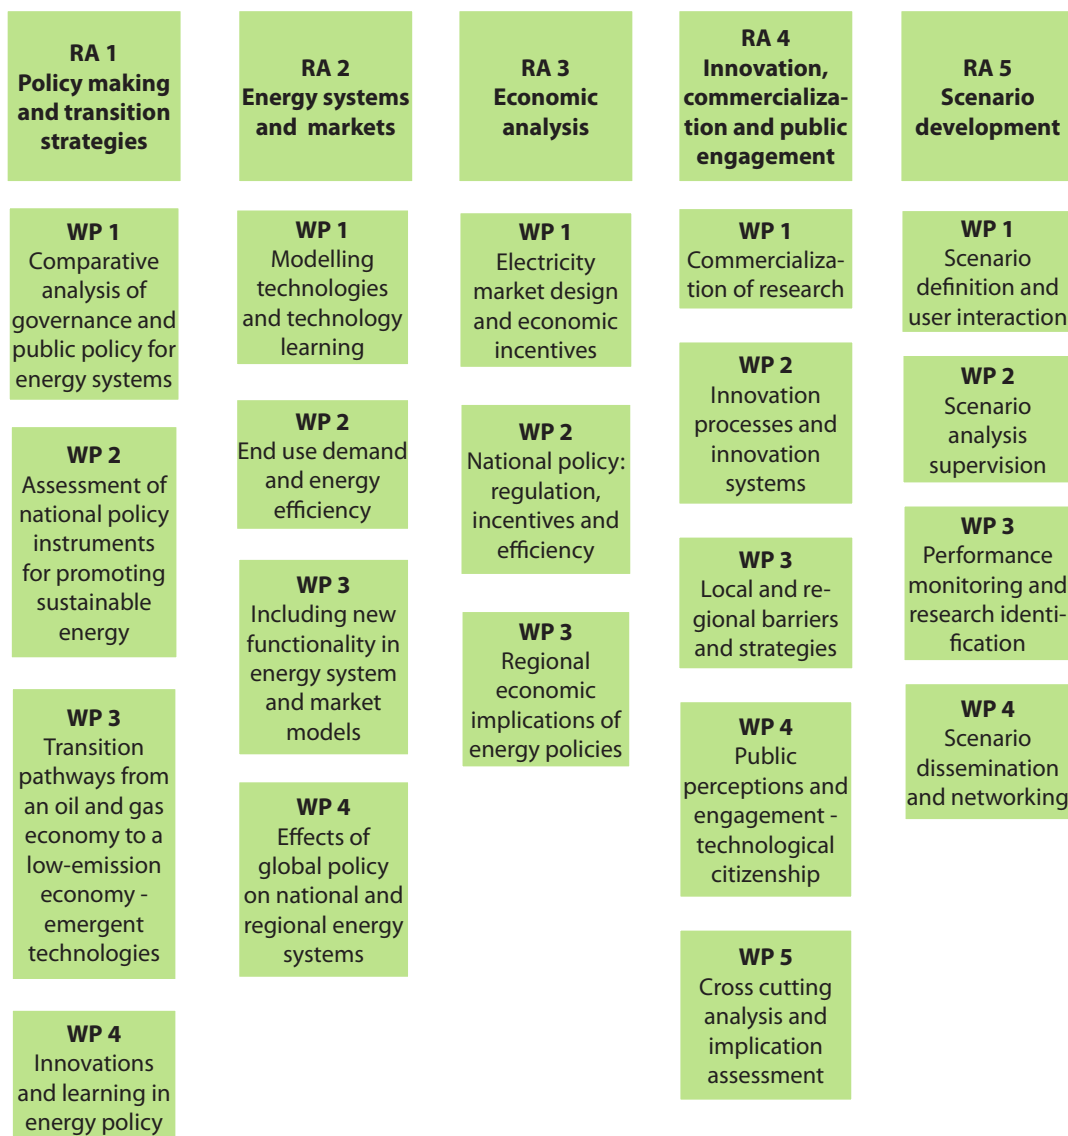 RA 1
Policy making
and transition
strategies
WP 1
Comparative
analysis of
governance and
public policy for
energy systems
WP 2
Assessment of
national policy
instruments
for promoting
sustainable
energy
WP 3
Transition
pathways from
an oil and gas
economy to a
low-emission
economy -
emergent
technologies
WP 4
Innovations
and learning in
energy policy
RA 2
Energy systems
and markets
WP 1
Modelling
technologies
and technology
learning
WP 2
End use demand
and energy
efficiency
WP 3
Including new
functionality in
energy system
and market
models
WP 4
Effects of
global policy
on national and
regional energy
systems
RA 3
Economic
analysis
WP 1
Electricity
market design
and economic
incentives
WP 2
National policy:
regulation,
incentives and
efficiency
WP 3
Regional
economic
implications of
energy policies
RA 4
Innovation,
commercializa-
tion and public
engagement
WP 1
Commercializa-
tion of research
WP 2
Innovation
processes and
innovation
systems
WP 3
Local and re-
gional barriers
and strategies
WP 4
Public
perceptions and
engagement -
technological
citizenship
WP 5
Cross cutting
analysis and
implication
assessment
RA 5
Scenario
development
WP 1
Scenario
definition and
user interaction
WP 2
Scenario
analysis
supervision
WP 3
Performance
monitoring and
research identi-
fication
WP 4
Scenario
dissemination
and networking